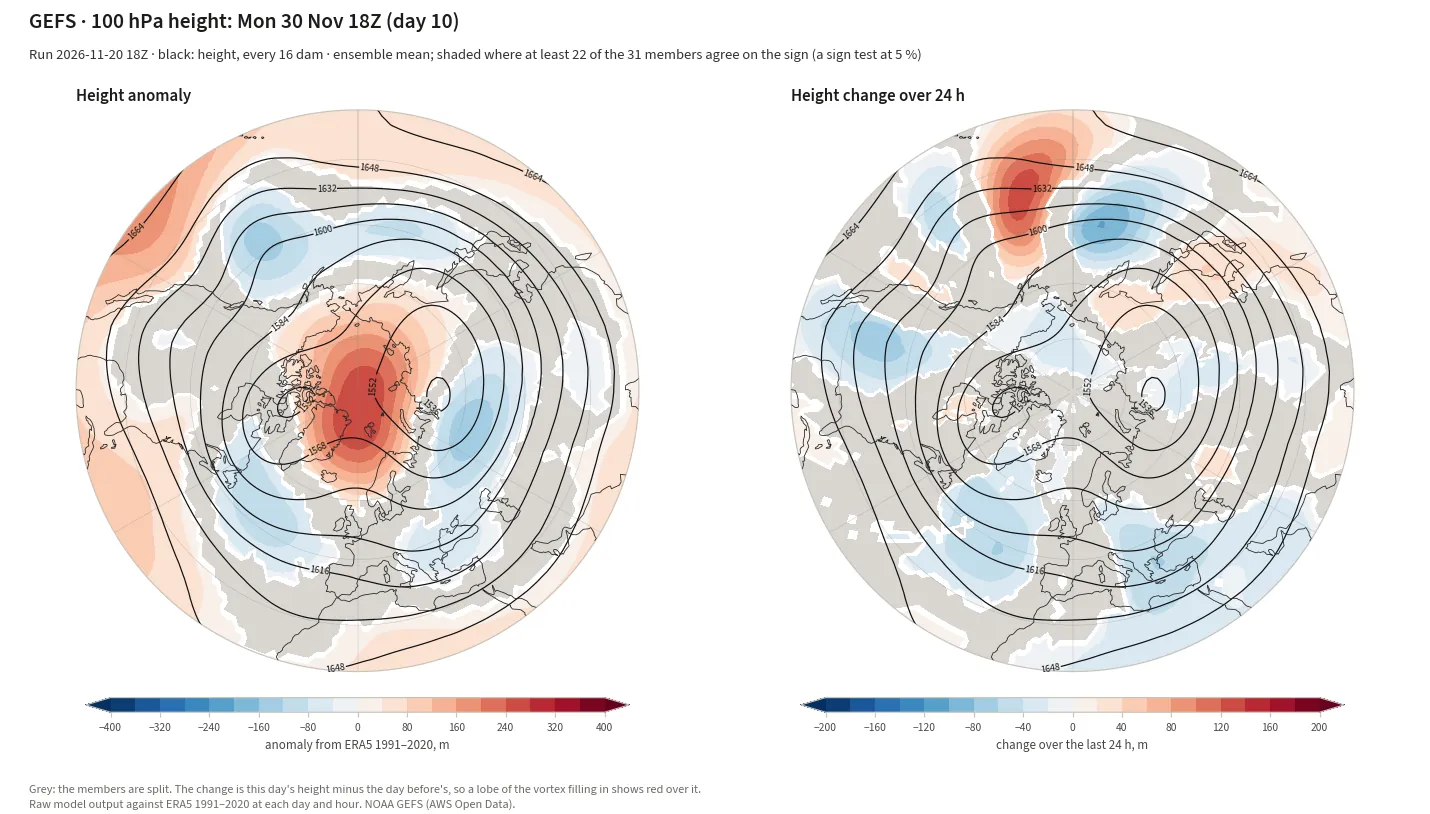 GEFS · 100 hPa height: Mon 30 Nov 18Z (day 10)
Run 2026-11-20 18Z · black: height, every 16 dam · ensemble mean; shaded where at least 22 of the 31 members agree on the sign (a sign test at 5 %)
Height anomaly
Height change over 24 h
1648
1664
1632
1664
1600
1584
1552
1568
1616
1648
1648
1664
1632
1664
1600
1584
1552
1568
1616
1648
−400 −320 −240 −160 −80 0 80 160 240 320 400
anomaly from ERA5 1991–2020, m
−200 −160 −120 −80 −40 0 40 80 120 160 200
change over the last 24 h, m
Grey: the members are split. The change is this day's height minus the day before's, so a lobe of the vortex filling in shows red over it.
Raw model output against ERA5 1991–2020 at each day and hour. NOAA GEFS (AWS Open Data).